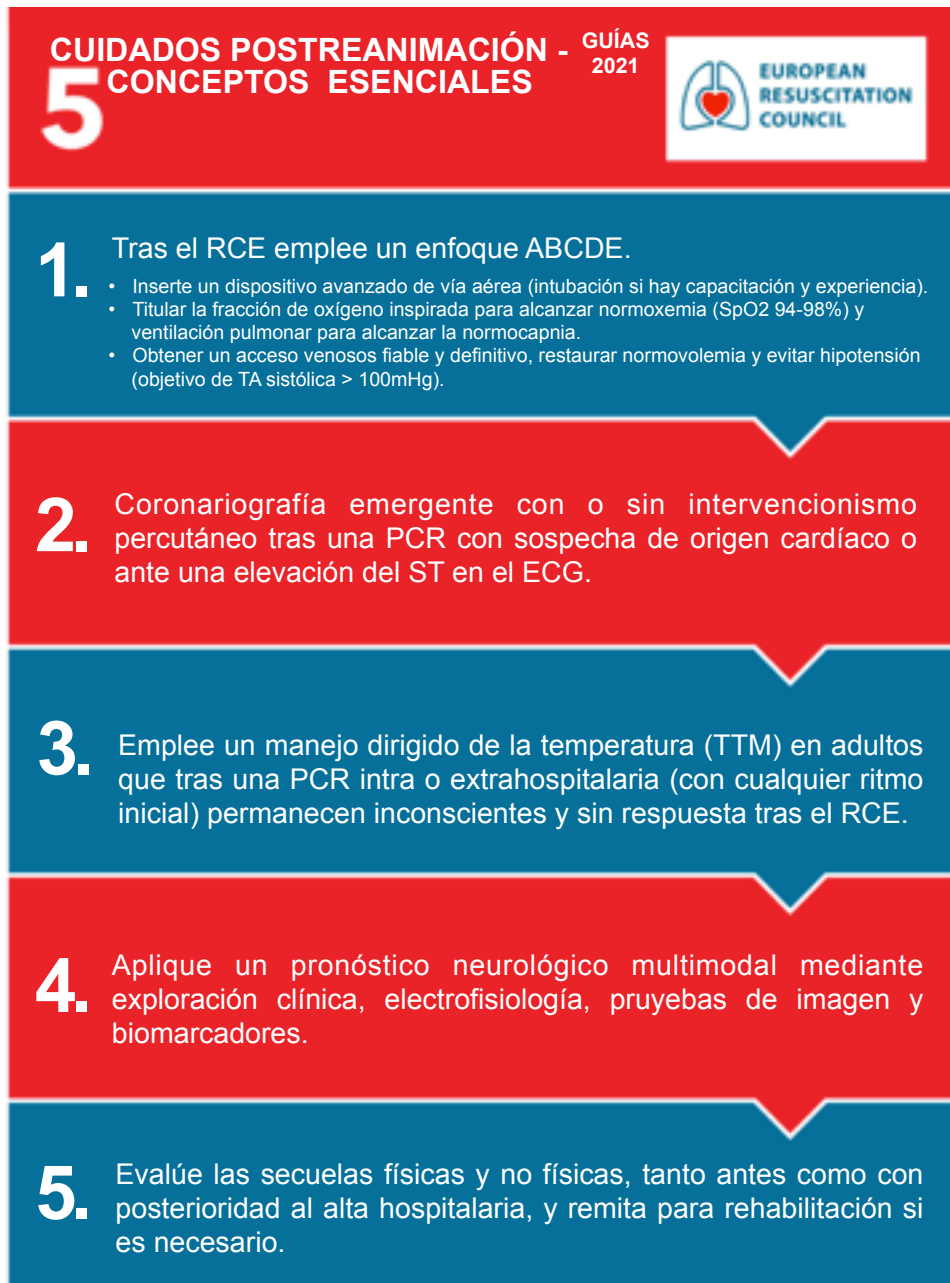 CUIDADOS POSTREANIMACIÓN -
GUÍAS
2021
5 CONCEPTOS ESENCIALES
EUROPEAN
RESUSCITATION
COUNCIL
1.
Tras el RCE emplee un enfoque ABCDE.
• Inserte un dispositivo avanzado de vía aérea (intubación si hay capacitación y experiencia).
• Titular la fracción de oxígeno inspirada para alcanzar normoxemia (SpO2 94-98%) y
ventilación pulmonar para alcanzar la normocapnia.
• Obtener un acceso venosos fiable y definitivo, restaurar normovolemia y evitar hipotensión
(objetivo de TA sistólica > 100mHg).
2.
Coronariografía emergente con o sin intervencionismo
percutáneo tras una PCR con sospecha de origen cardíaco o
ante una elevación del ST en el ECG.
3.
Emplee un manejo dirigido de la temperatura (TTM) en adultos
que tras una PCR intra o extrahospitalaria (con cualquier ritmo
inicial) permanecen inconscientes y sin respuesta tras el RCE.
4.
Aplique un pronóstico neurológico multimodal mediante
exploración clínica, electrofisiología, pruyebas de imagen y
biomarcadores.
5.
Evalúe las secuelas físicas y no físicas, tanto antes como con
posterioridad al alta hospitalaria, y remita para rehabilitación si
es necesario.